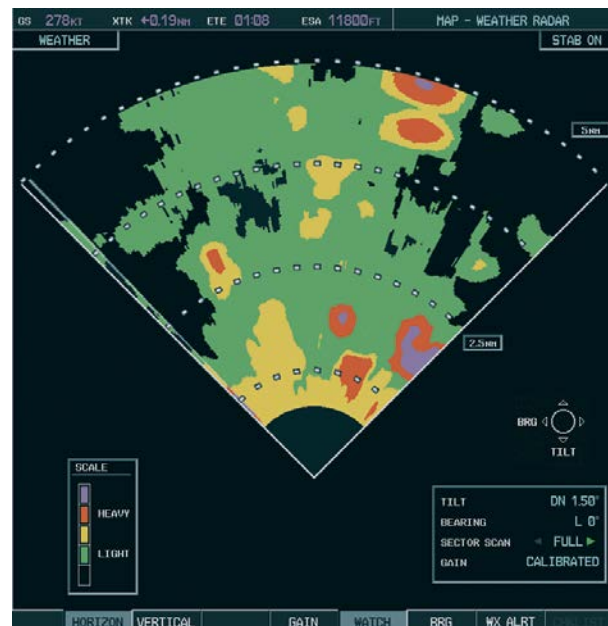 GS 278KT XTK ←0.19NM ETE 01:08 ESA 11800FT MAP - WEATHER RADAR
WEATHER STAB ON
5NM
2.5NM
BRG
TILT
SCALE
HEAVY
LIGHT
TILT DN 1.50°
BEARING L 0°
SECTOR SCAN ◄ FULL ►
GAIN CALIBRATED
HORIZON VERTICAL GAIN WATCH BRG WX ALRT